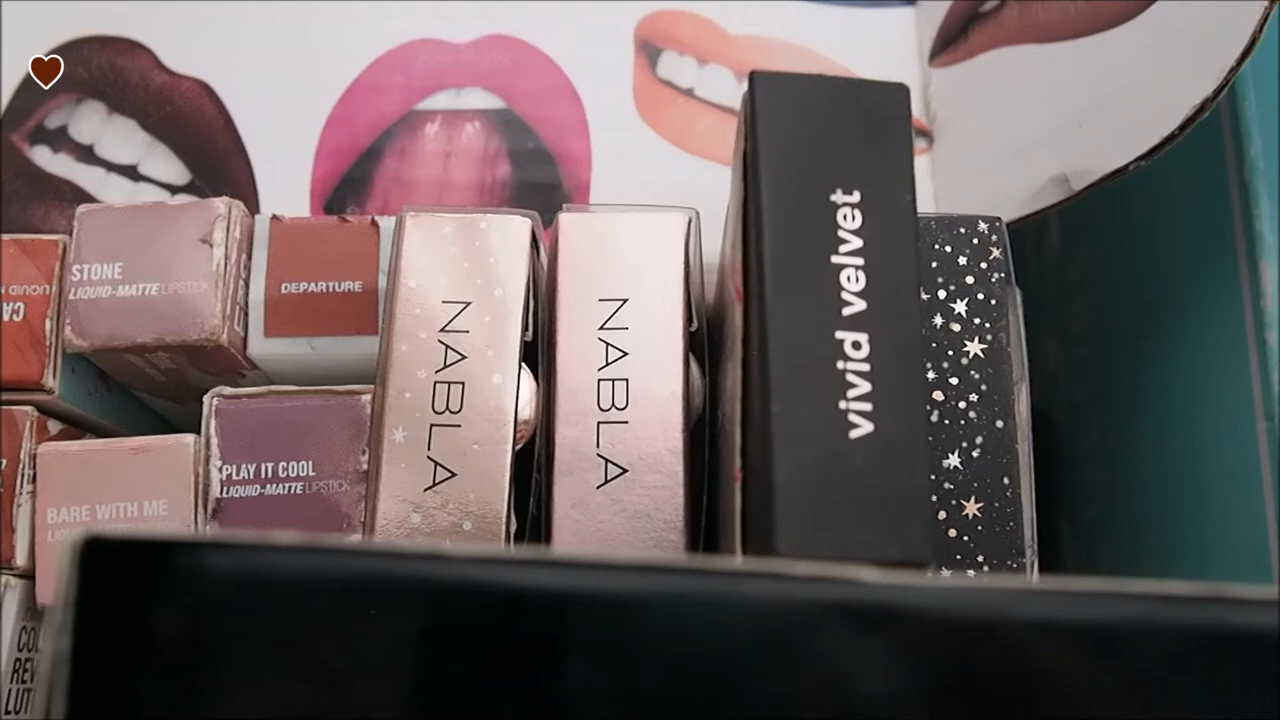 STONE
LIQUID-MATTE LIPSTICK
DEPARTURE
NABLA
NABLA
vivid velvet
PLAY IT COOL
LIQUID-MATTE LIPSTICK
BARE WITH ME